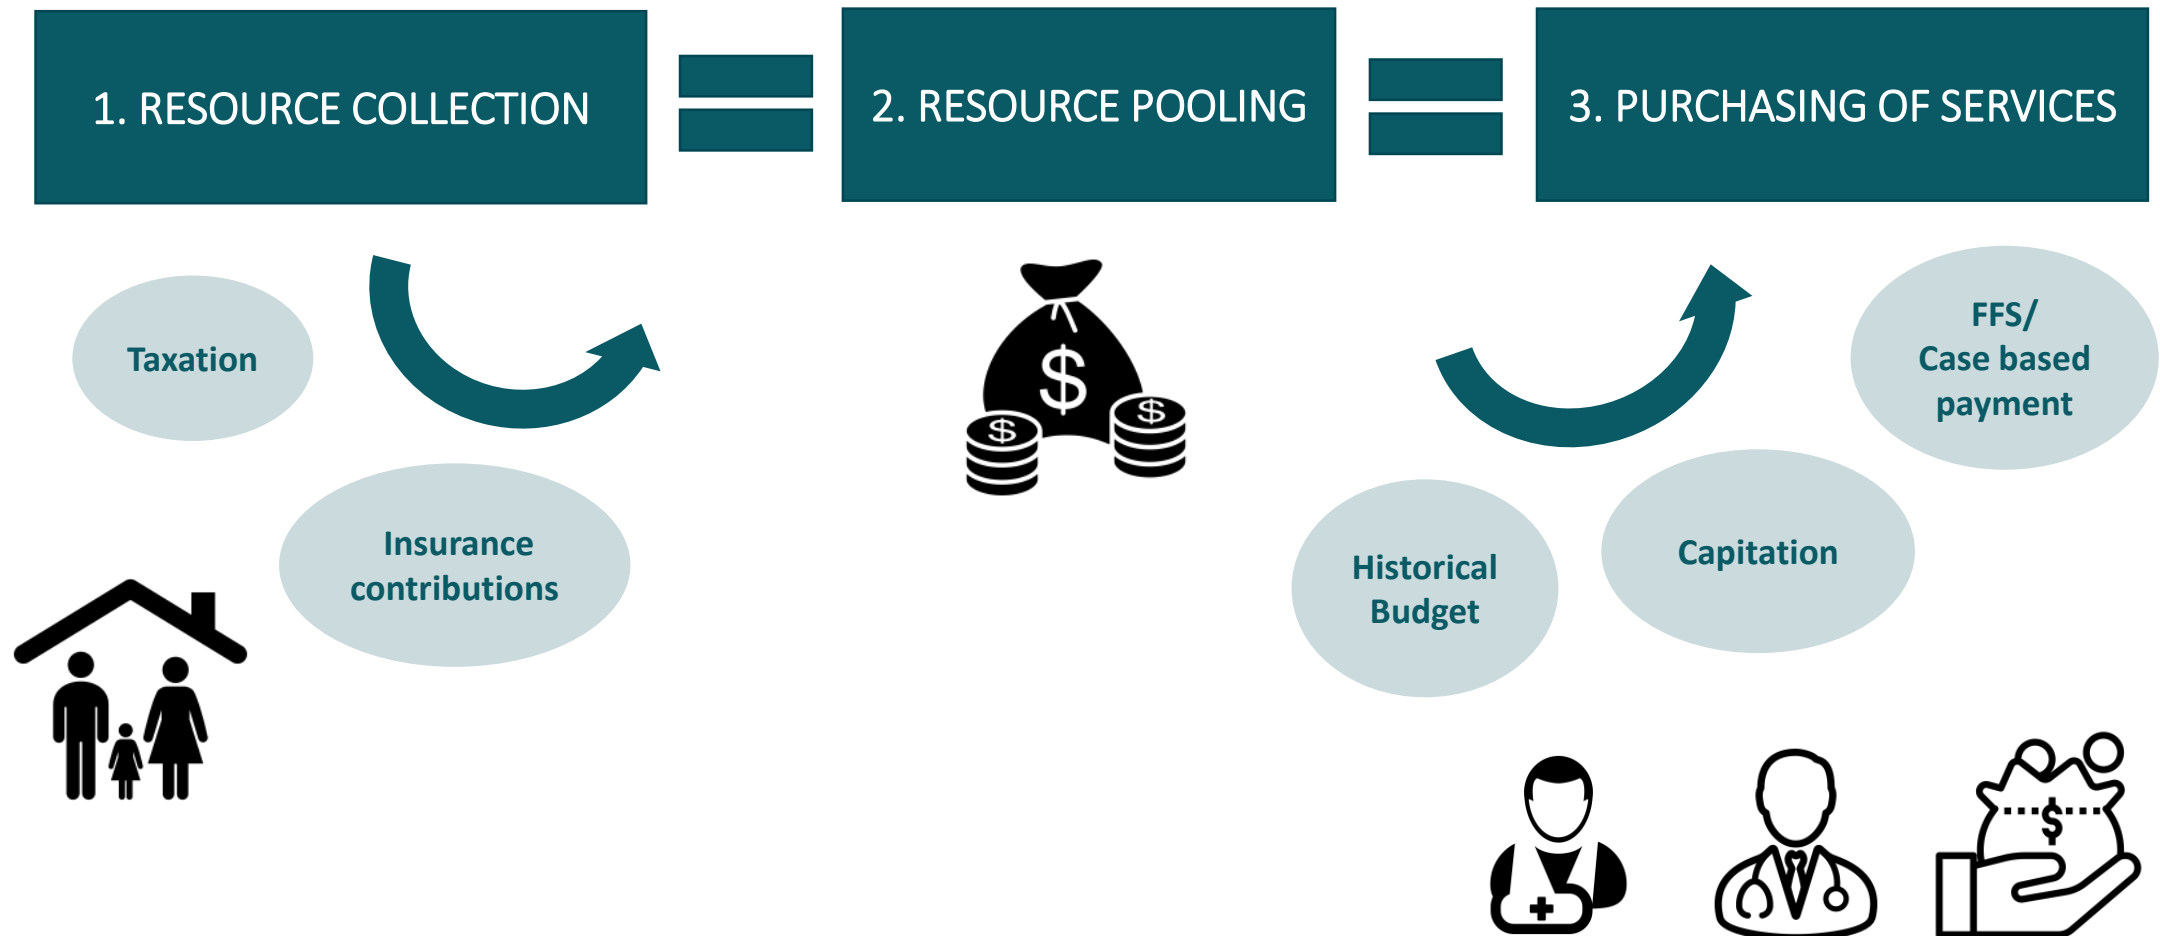 1. RESOURCE COLLECTION
2. RESOURCE POOLING
3. PURCHASING OF SERVICES
Taxation
Insurance
contributions
$
$
$
FFS/
Case based
payment
Capitation
Historical
Budget
$